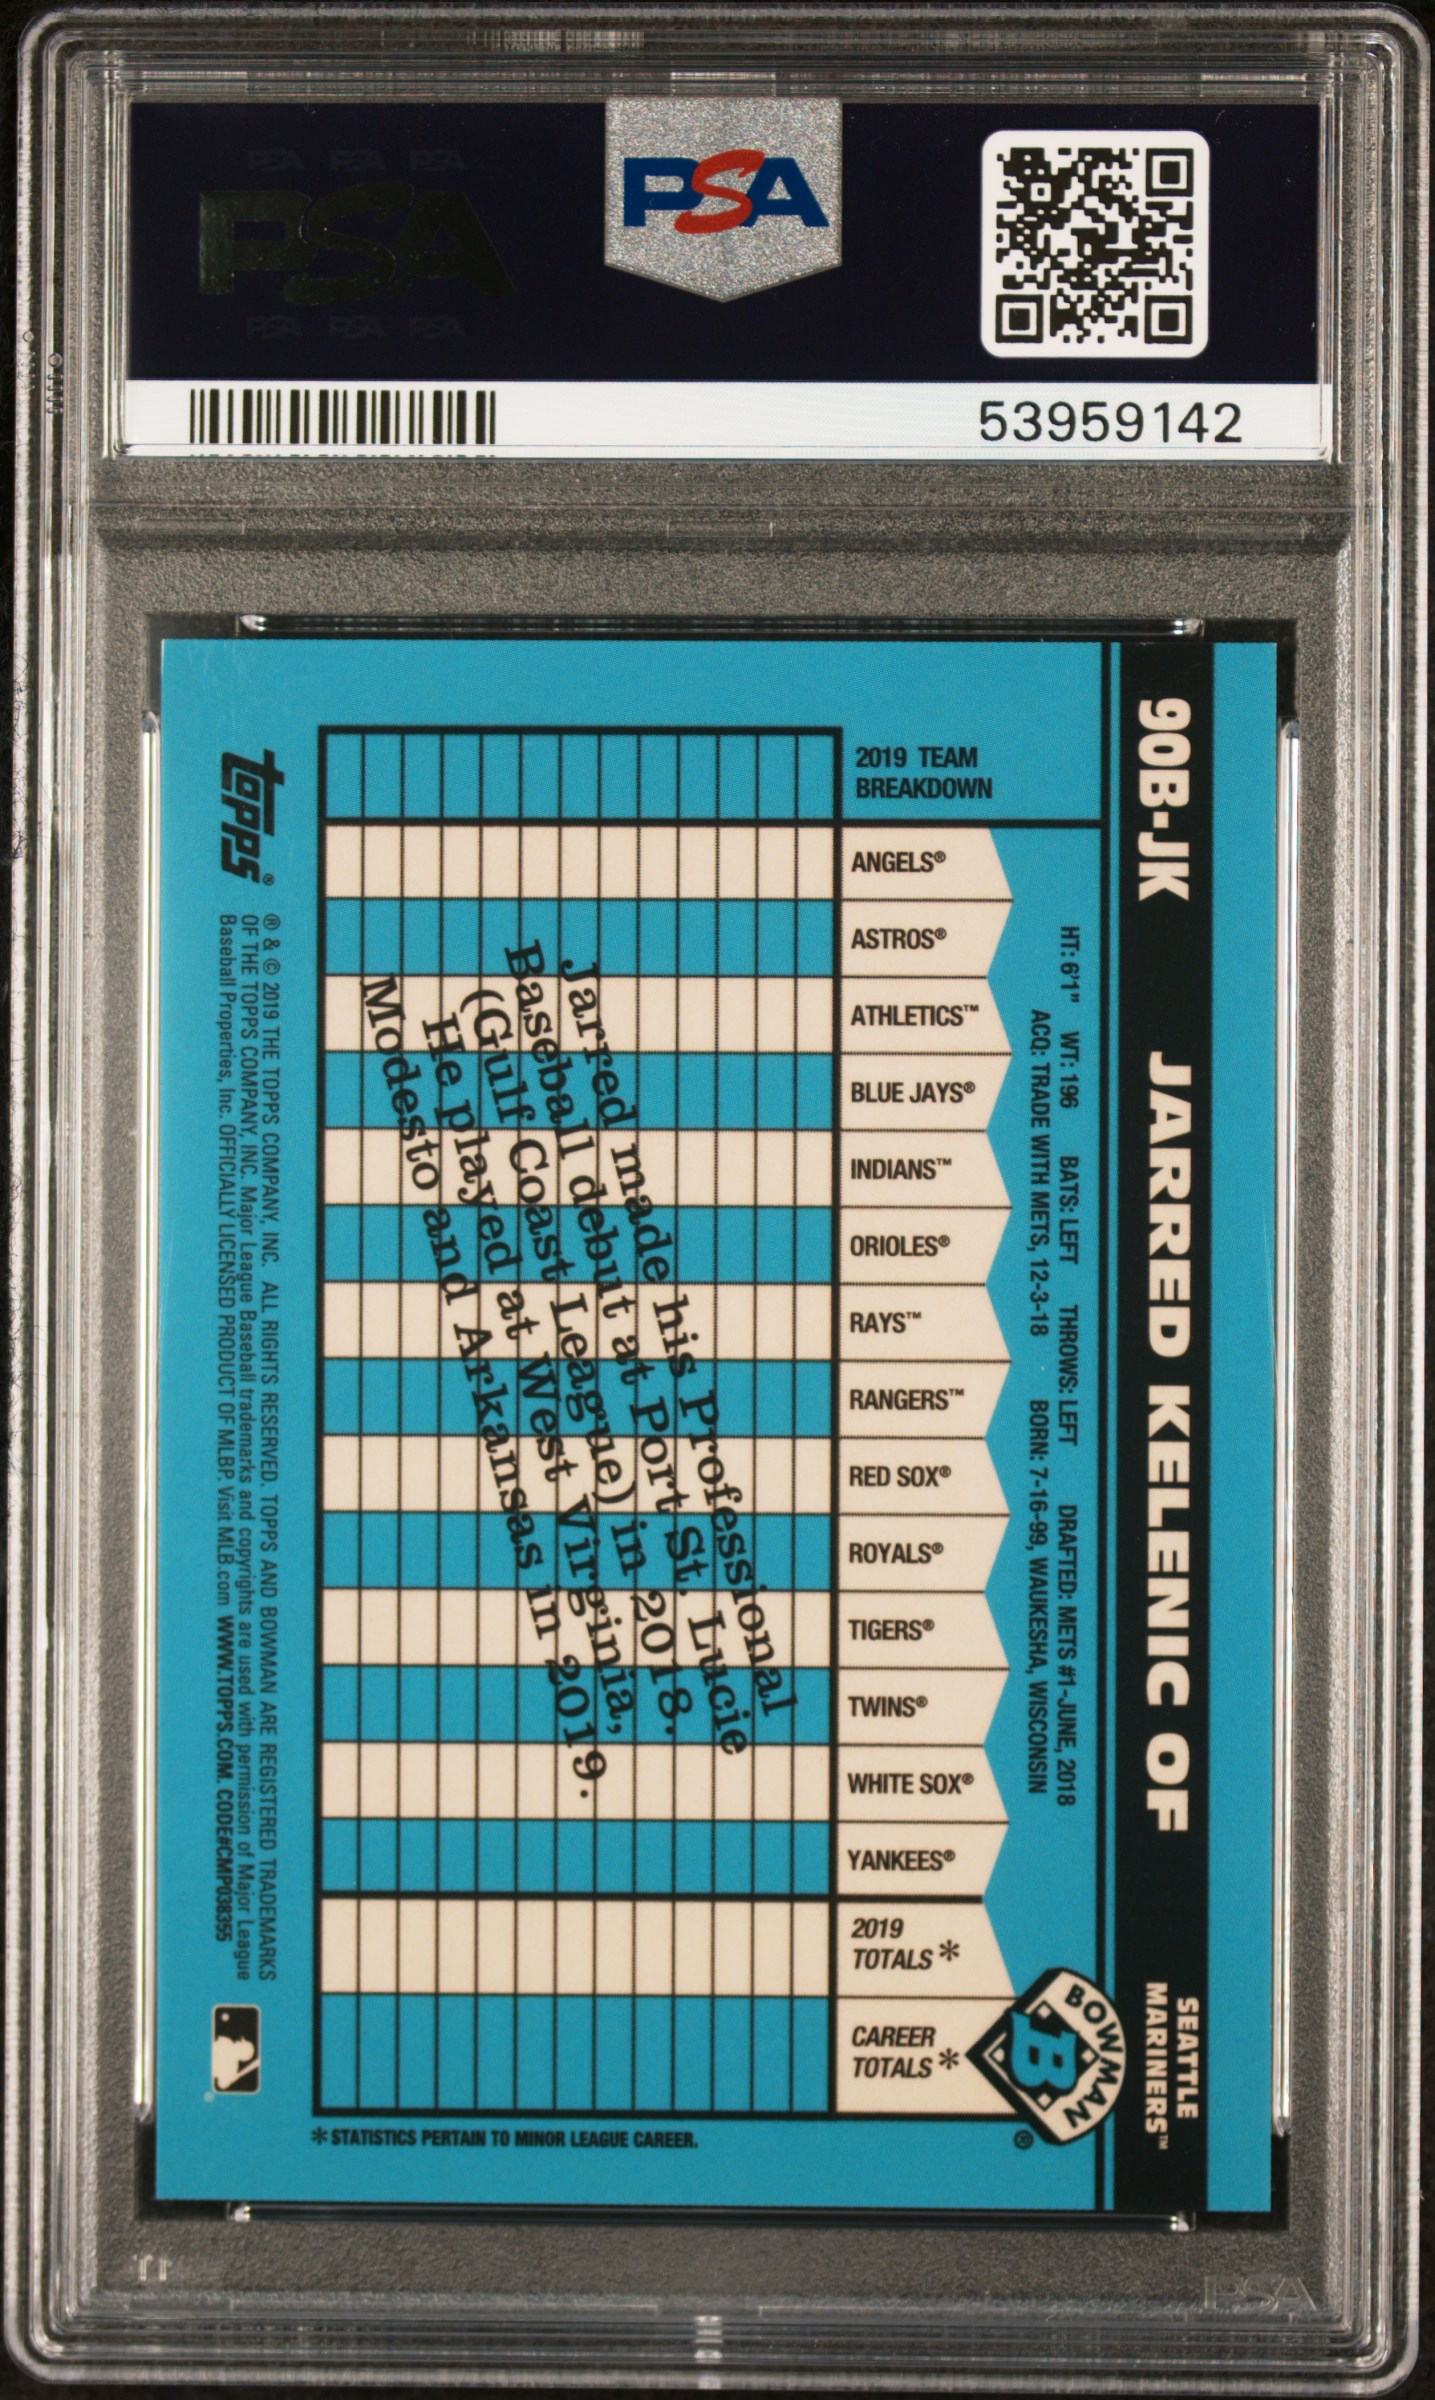 PSA PSA PSA
PSA
PSA PSA PSA
PSA
53959142
90B-JK JARRED KELENIC OF SEATTLE
MARINERS™
HT: 6'1" WT: 196 BATS: LEFT THROWS: LEFT DRAFTED: METS #1-JUNE, 2018
ACQ: TRADE WITH METS, 12-3-18 BORN: 7-16-99, WAUKESHA, WISCONSIN
BOWMAN
B
®
2019 TEAM
BREAKDOWN
ANGELS®
ASTROS®
ATHLETICS™
BLUE JAYS®
INDIANS™
ORIOLES®
RAYS™
RANGERS™
RED SOX®
ROYALS®
TIGERS®
TWINS®
WHITE SOX®
YANKEES®
2019
TOTALS *
CAREER
TOTALS *
Jarred made his Professional
Baseball debut at Port St. Lucie
(Gulf Coast League) in 2018.
He played at West Virginia,
Modesto and Arkansas in 2019.
* STATISTICS PERTAIN TO MINOR LEAGUE CAREER.
topps®
® & © 2019 THE TOPPS COMPANY, INC. ALL RIGHTS RESERVED. TOPPS AND BOWMAN ARE REGISTERED TRADEMARKS
OF THE TOPPS COMPANY, INC. Major League Baseball trademarks and copyrights are used with permission of Major League
Baseball Properties, Inc. OFFICIALLY LICENSED PRODUCT OF MLBP. Visit MLB.com WWW.TOPPS.COM. CODE#CMP038355
PSA